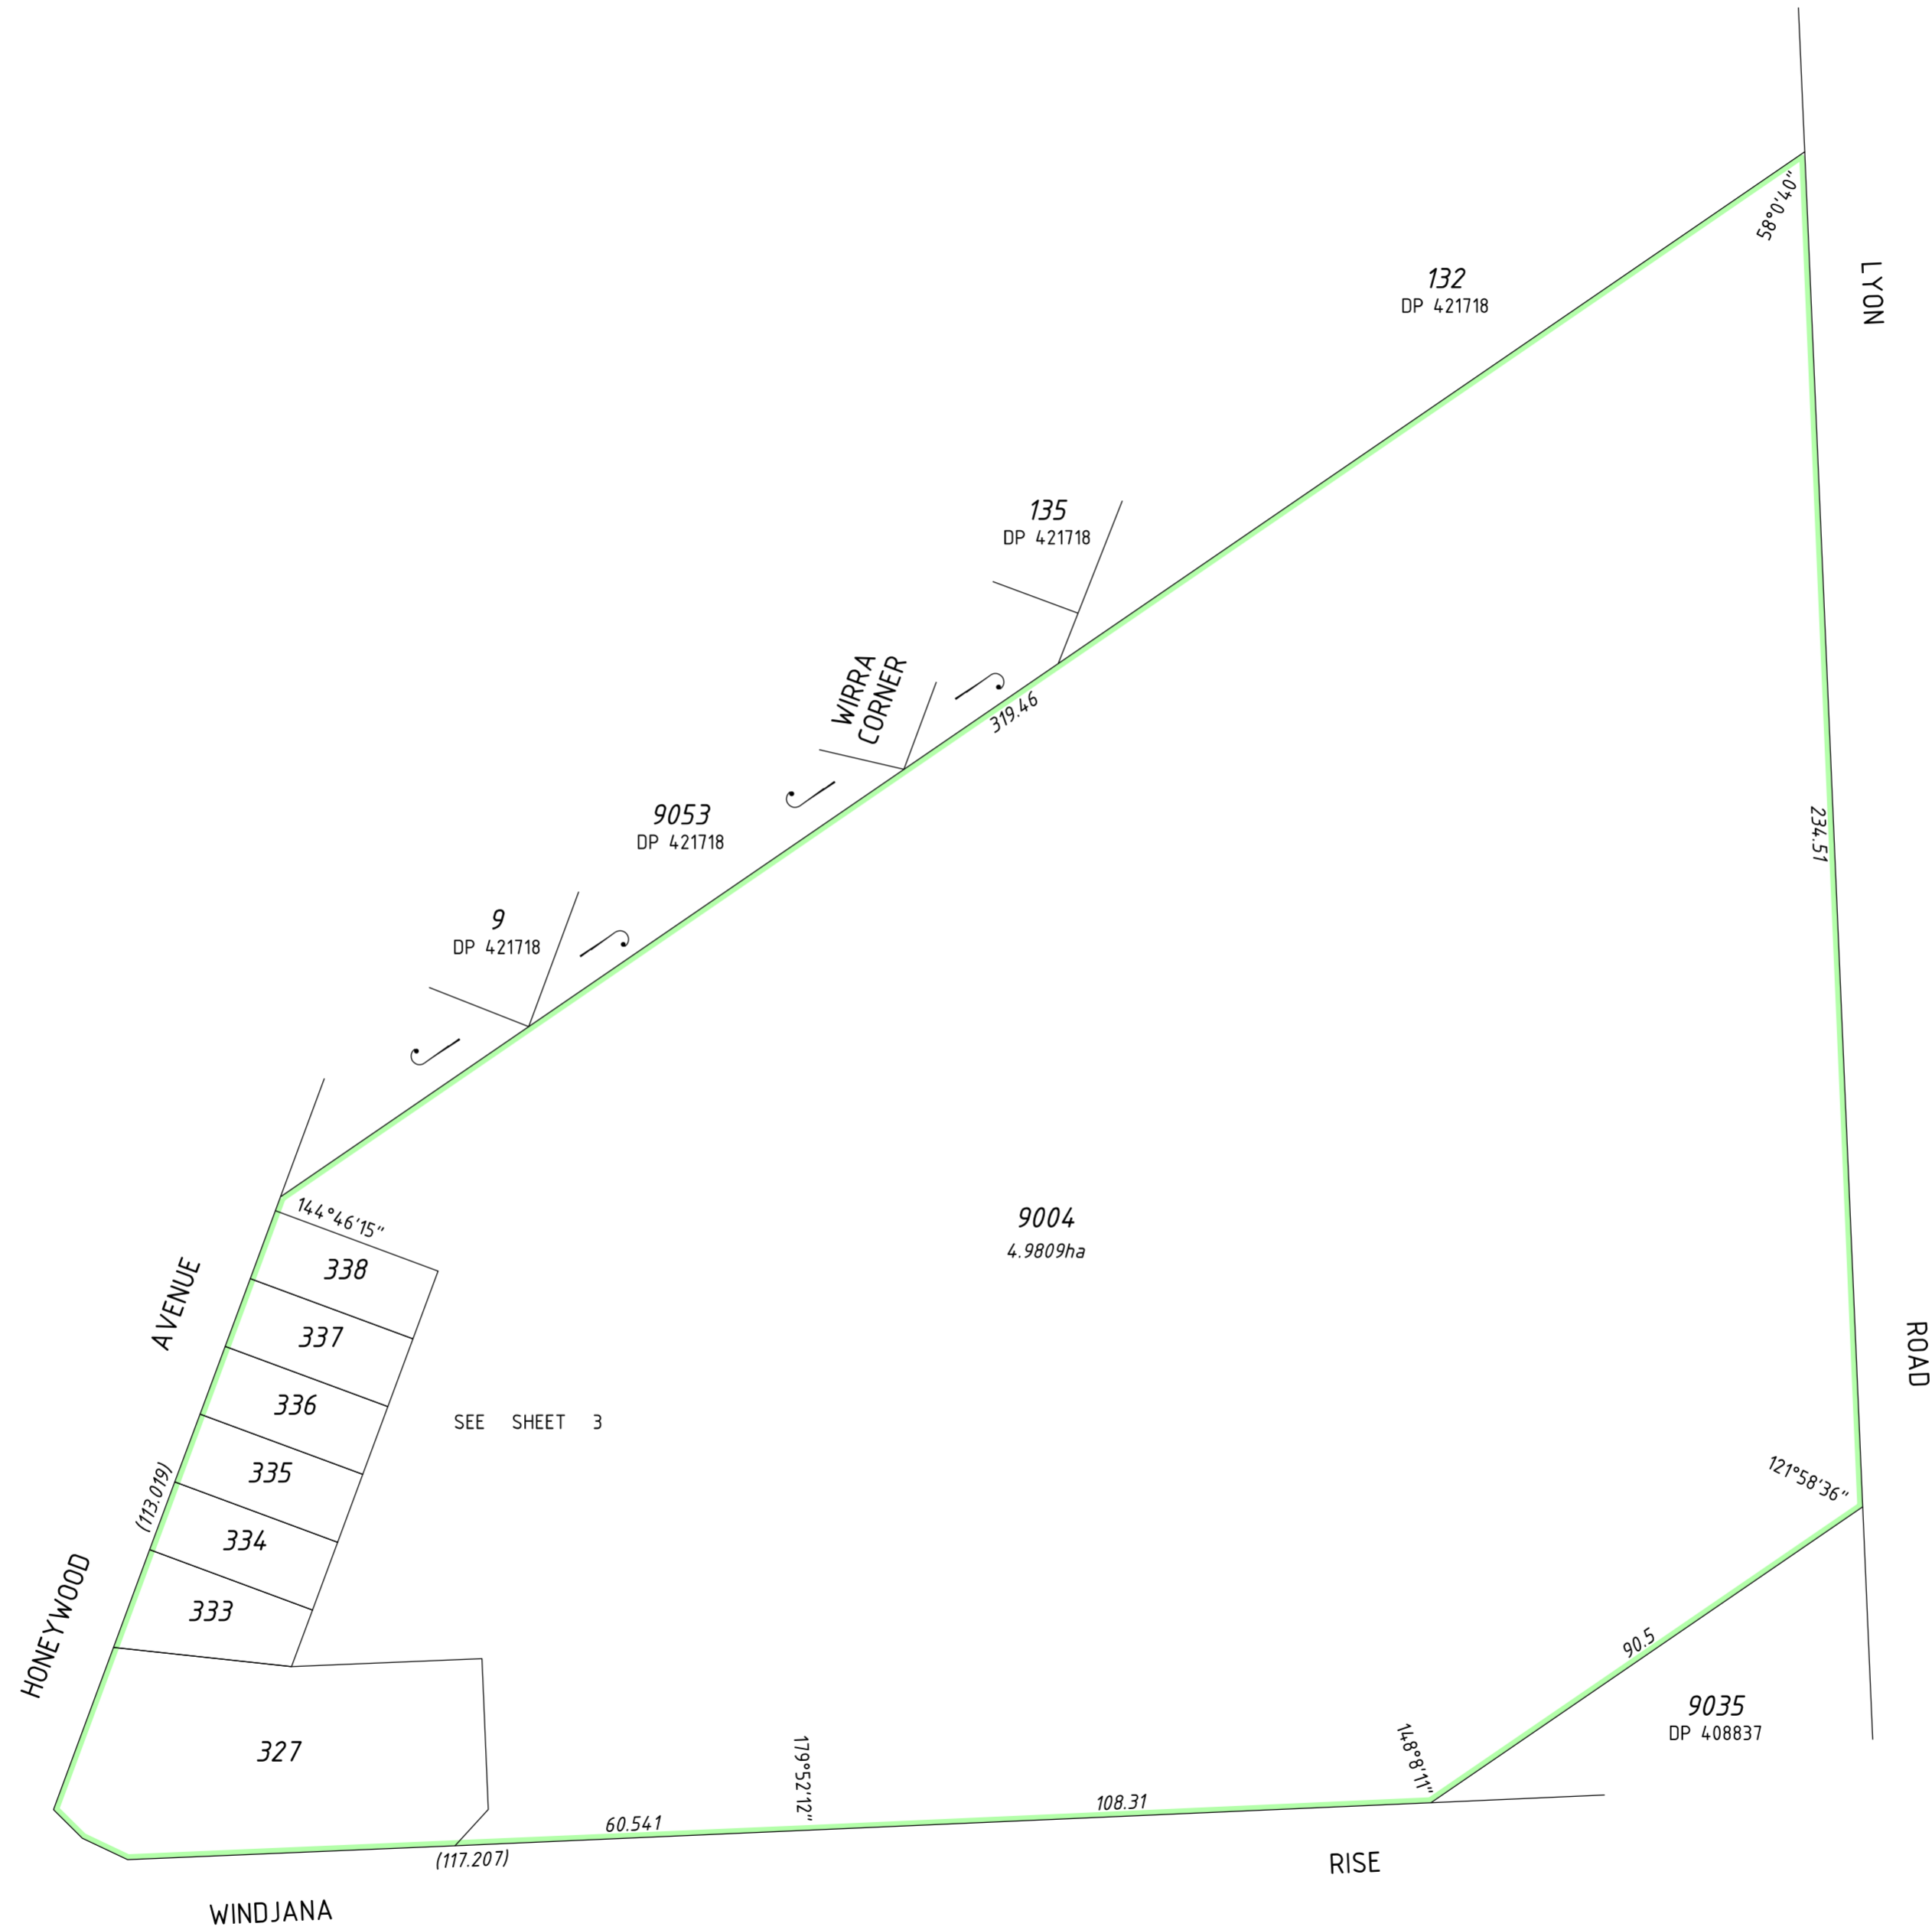 58°0'40"
LYON
132
DP 421718
135
DP 421718
WIRRA
CORNER
319.46
9053
DP 421718
234.51
9
DP 421718
144°46'15"
9004
4.9809ha
338
AVENUE
337
ROAD
336
SEE SHEET 3
335
(113.019)
121°58'36"
334
HONEYWOOD
333
90.5
9035
DP 408837
327
179°52'12"
148°8'11"
108.31
60.541
(117.207)
RISE
WINDJANA